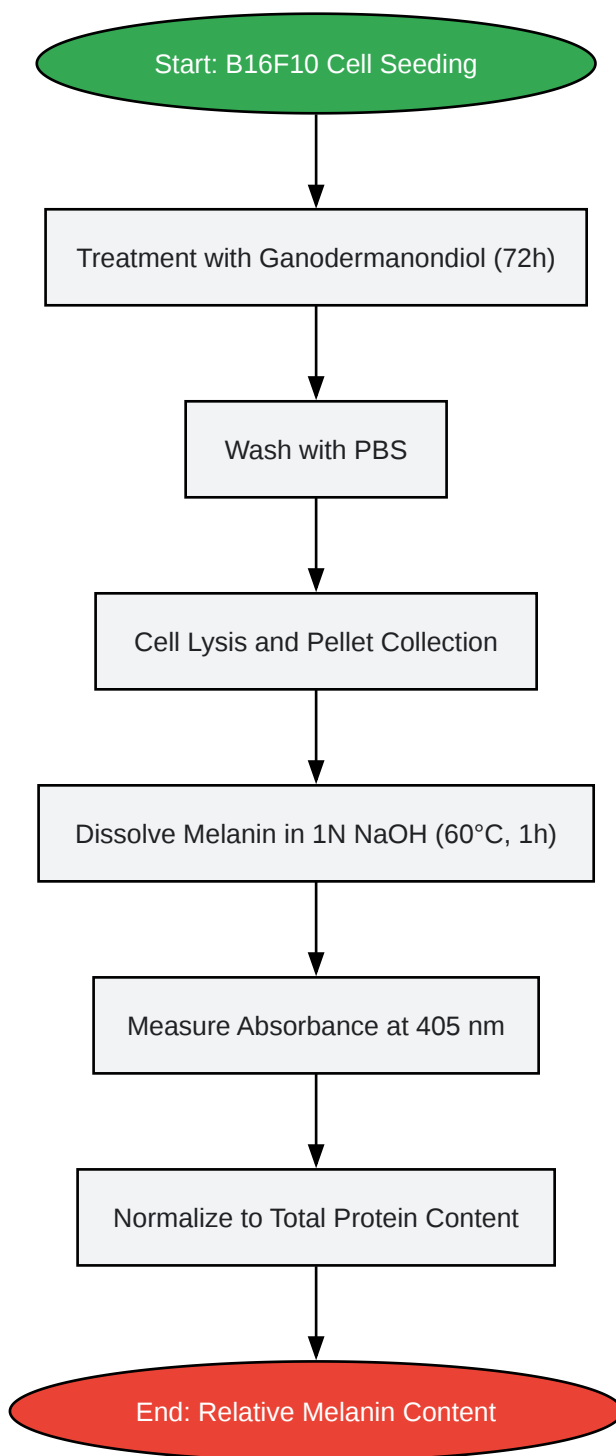 Start: B16F10 Cell Seeding
Treatment with Ganodermanondiol (72h)
Wash with PBS
Cell Lysis and Pellet Collection
Dissolve Melanin in 1N NaOH (60°C, 1h)
Measure Absorbance at 405 nm
Normalize to Total Protein Content
End: Relative Melanin Content